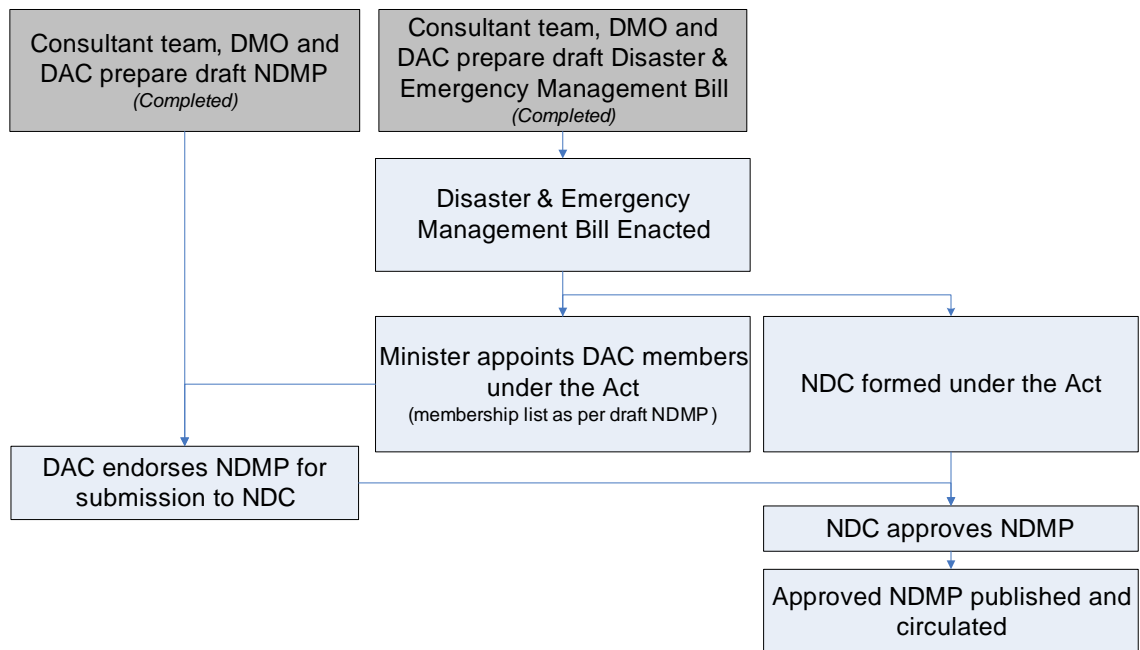 Consultant team, DMO and
DAC prepare draft NDMP
(Completed)
Consultant team, DMO and
DAC prepare draft Disaster &
Emergency Management Bill
(Completed)
Disaster & Emergency
Management Bill Enacted
Minister appoints DAC members
under the Act
(membership list as per draft NDMP)
NDC formed under the Act
DAC endorses NDMP for
submission to NDC
NDC approves NDMP
Approved NDMP published and
circulated